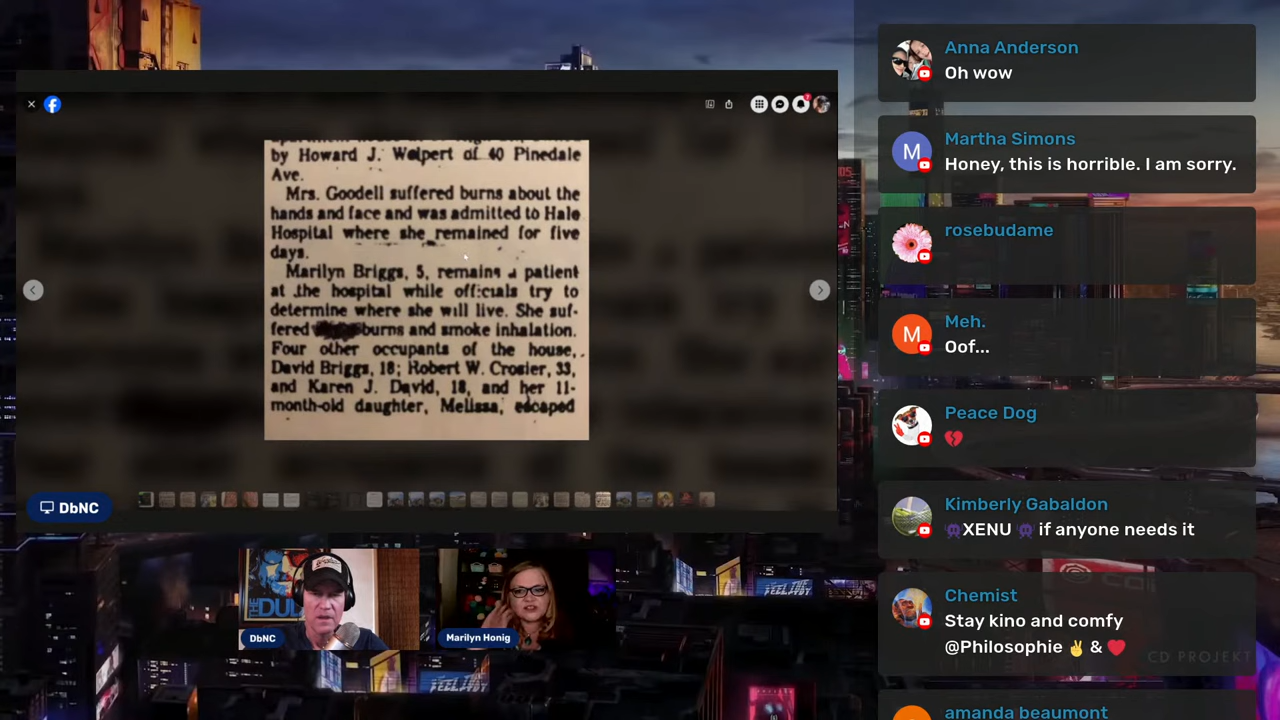 by Howard J. Welpert of 40 Pinedale
Ave.
Mrs. Goodell suffered burns about the
hands and face and was admitted to Hale
Hospital where she remained for five
days.
Marilyn Briggs, 5, remains a patient
at the hospital while officials try to
determine where she will live. She suf-
fered burns and smoke inhalation.
Four other occupants of the house,
David Briggs, 18; Robert W. Crosier, 33,
and Karen J. David, 18, and her 11-
month-old daughter, Melissa, escaped
DbNC
THE
DUDE
DbNC
Marilyn Honig
FEEL THE
FEEL THE
Anna Anderson
Oh wow
M
Martha Simons
Honey, this is horrible. I am sorry.
rosebudame
M
Meh.
Oof...
Peace Dog
💔
Kimberly Gabaldon
XENU if anyone needs it
Chemist
Stay kino and comfy
@Philosophie ✌ & ❤
CD PROJEKT
amanda beaumont